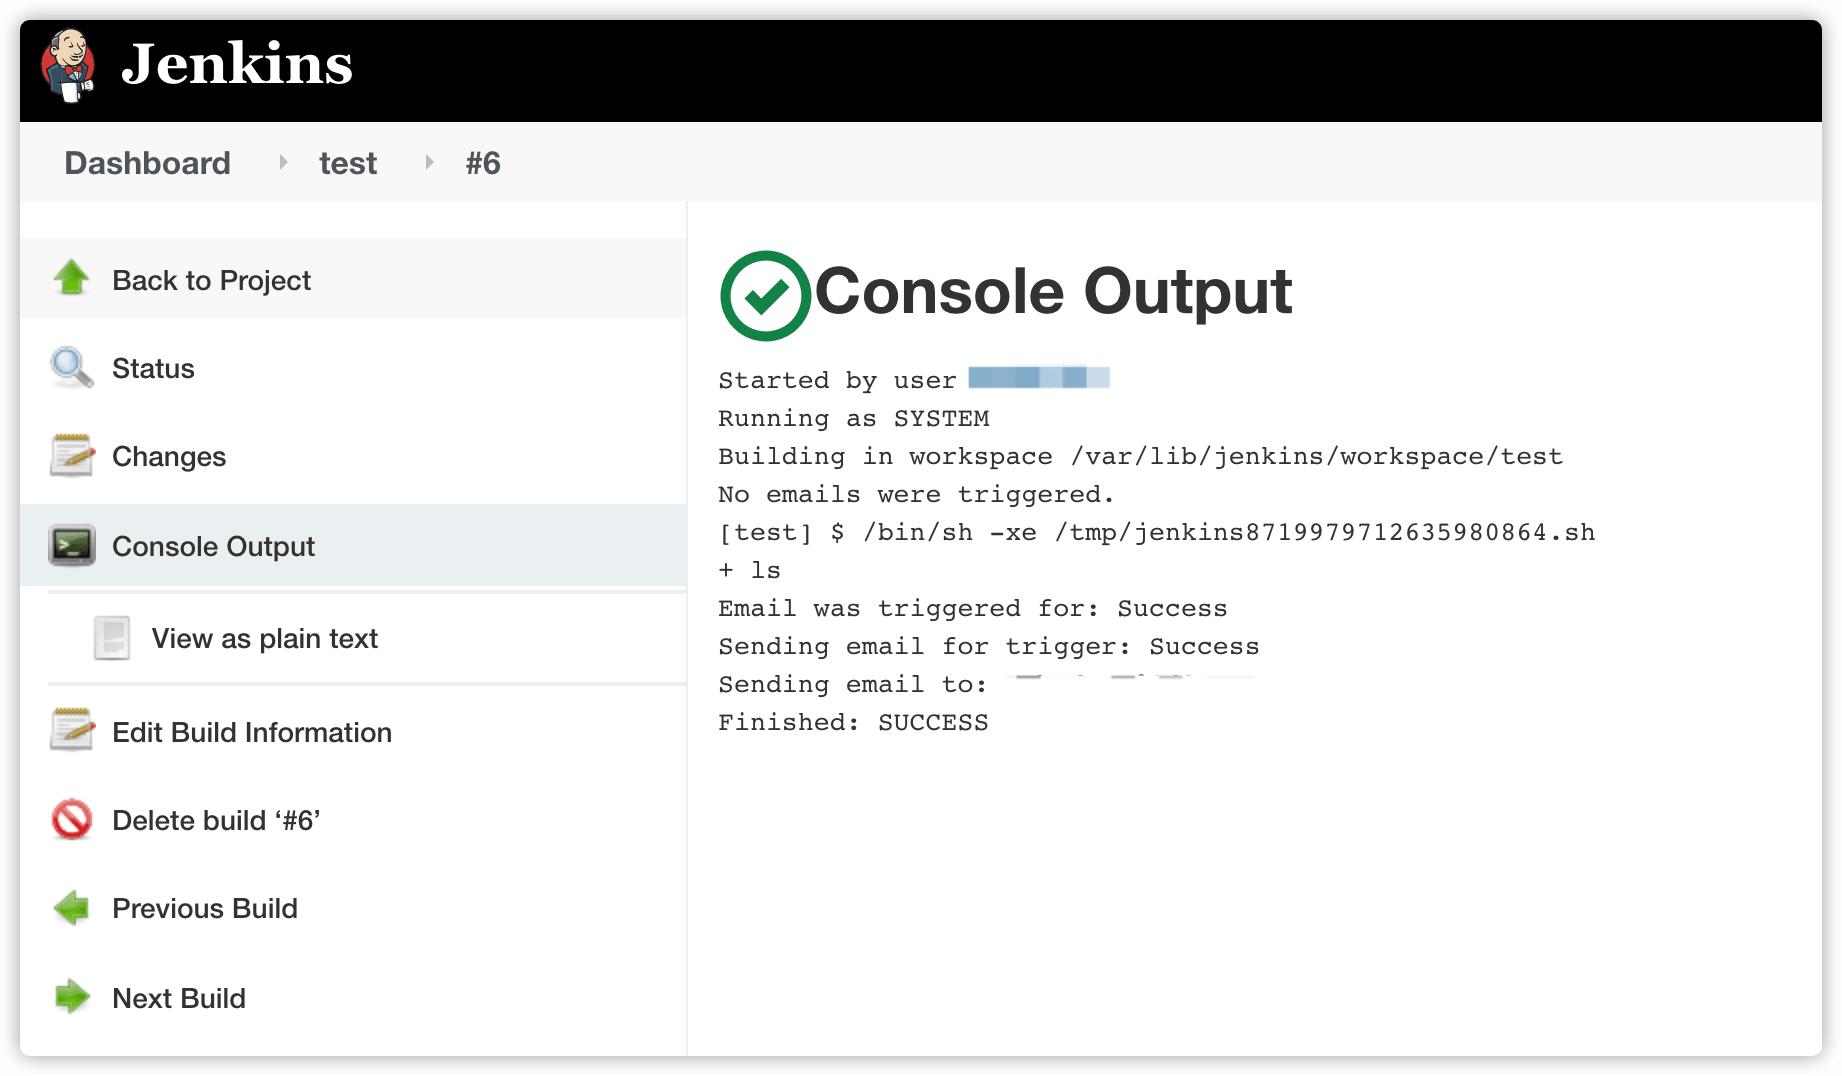 Jenkins
Dashboard
test
#6
Back to Project
Status
Changes
Console Output
View as plain text
Edit Build Information
Delete build ‘#6’
Previous Build
Next Build
Console Output
Started by user
Running as SYSTEM
Building in workspace /var/lib/jenkins/workspace/test
No emails were triggered.
[test] $ /bin/sh -xe /tmp/jenkins8719979712635980864.sh
+ ls
Email was triggered for: Success
Sending email for trigger: Success
Sending email to:
Finished: SUCCESS